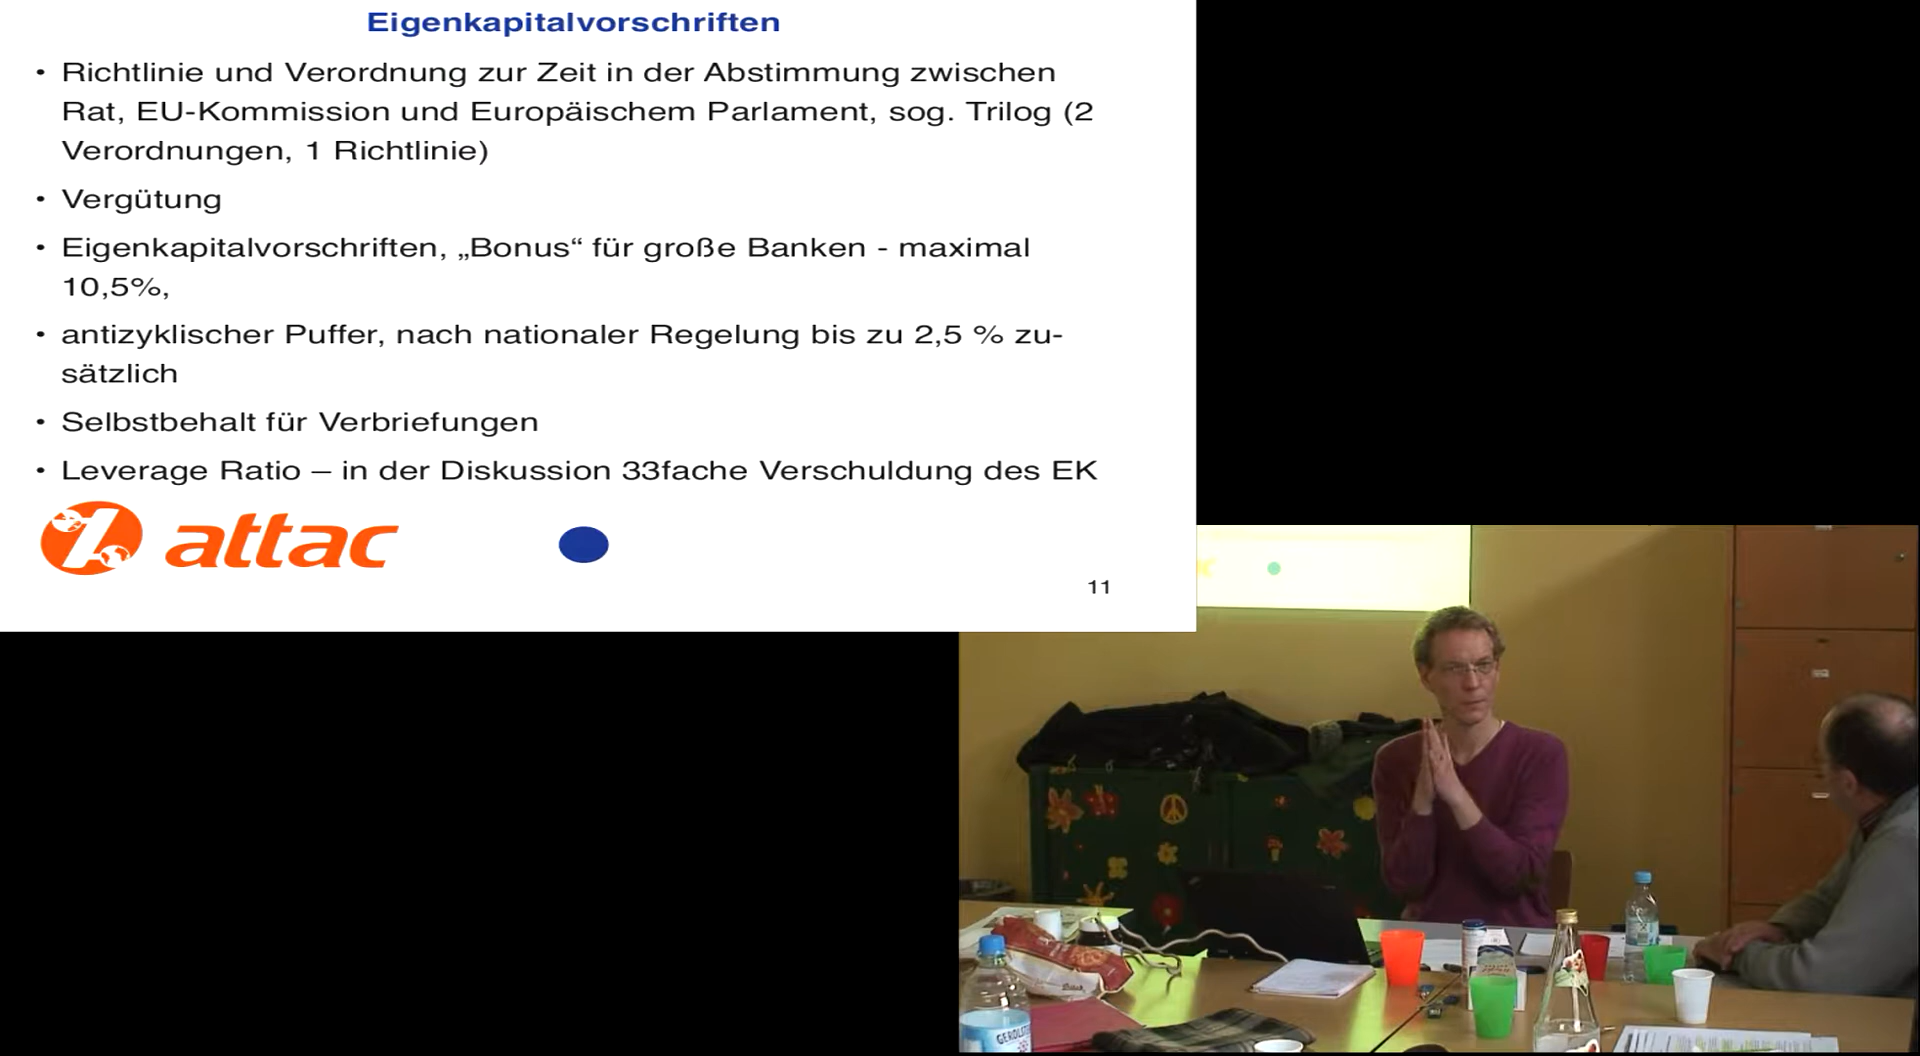 Eigenkapitalvorschriften
• Richtlinie und Verordnung zur Zeit in der Abstimmung zwischen
Rat, EU-Kommission und Europäischem Parlament, sog. Trilog (2
Verordnungen, 1 Richtlinie)
• Vergütung
• Eigenkapitalvorschriften, „Bonus“ für große Banken - maximal
10,5%,
• antizyklischer Puffer, nach nationaler Regelung bis zu 2,5 % zu-
sätzlich
• Selbstbehalt für Verbriefungen
• Leverage Ratio – in der Diskussion 33fache Verschuldung des EK
attac
11